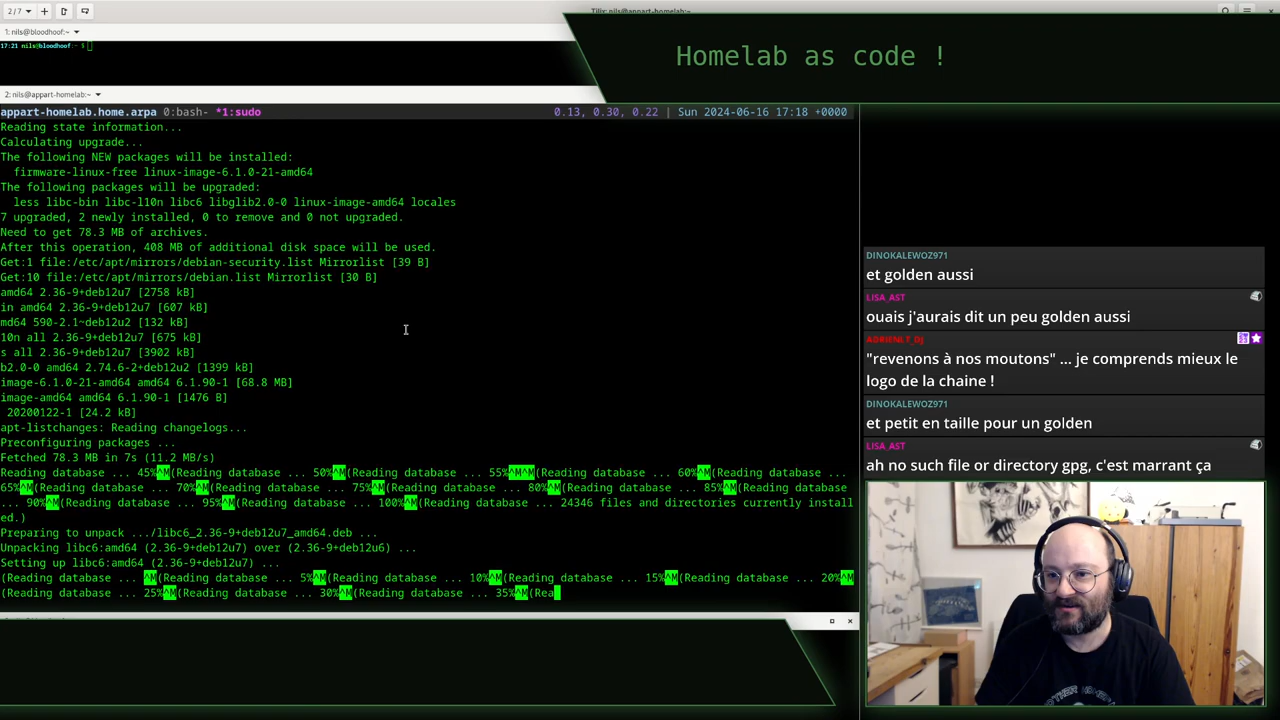 2/7
Tilix: nils@appart-homelab:~
1: nils@bloodhoof:~
17:21 nils@bloodhoof:~ $
Homelab as code !
2: nils@appart-homelab:~
appart-homelab.home.arpa 0:bash- *1:sudo 0.13, 0.30, 0.22 | Sun 2024-06-16 17:18 +0000
Reading state information...
Calculating upgrade...
The following NEW packages will be installed:
firmware-linux-free linux-image-6.1.0-21-amd64
The following packages will be upgraded:
less libc-bin libc-l10n libc6 libglib2.0-0 linux-image-amd64 locales
7 upgraded, 2 newly installed, 0 to remove and 0 not upgraded.
Need to get 78.3 MB of archives.
After this operation, 408 MB of additional disk space will be used.
Get:1 file:/etc/apt/mirrors/debian-security.list Mirrorlist [39 B]
Get:10 file:/etc/apt/mirrors/debian.list Mirrorlist [30 B]
amd64 2.36-9+deb12u7 [2758 kB]
in amd64 2.36-9+deb12u7 [607 kB]
md64 590-2.1~deb12u2 [132 kB]
10n all 2.36-9+deb12u7 [675 kB]
s all 2.36-9+deb12u7 [3902 kB]
b2.0-0 amd64 2.74.6-2+deb12u2 [1399 kB]
image-6.1.0-21-amd64 amd64 6.1.90-1 [68.8 MB]
image-amd64 amd64 6.1.90-1 [1476 B]
20200122-1 [24.2 kB]
apt-listchanges: Reading changelogs...
Preconfiguring packages ...
Fetched 78.3 MB in 7s (11.2 MB/s)
Reading database ... 45%^M(Reading database ... 50%^M(Reading database ... 55%^M^M(Reading database ... 60%^M(Reading database ...
65%^M(Reading database ... 70%^M(Reading database ... 75%^M(Reading database ... 80%^M(Reading database ... 85%^M(Reading database
... 90%^M(Reading database ... 95%^M(Reading database ... 100%^M(Reading database ... 24346 files and directories currently install
ed.)
Preparing to unpack .../libc6_2.36-9+deb12u7_amd64.deb ...
Unpacking libc6:amd64 (2.36-9+deb12u7) over (2.36-9+deb12u6) ...
Setting up libc6:amd64 (2.36-9+deb12u7) ...
(Reading database ... ^M(Reading database ... 5%^M(Reading database ... 10%^M(Reading database ... 15%^M(Reading database ... 20%^M
(Reading database ... 25%^M(Reading database ... 30%^M(Reading database ... 35%^M(Rea
DINOKALEWOZ971
et golden aussi
LISA_AST
ouais j'aurais dit un peu golden aussi
ADRIENLT_DJ
"revenons à nos moutons" ... je comprends mieux le
logo de la chaine !
DINOKALEWOZ971
et petit en taille pour un golden
LISA_AST
ah no such file or directory gpg, c'est marrant ça